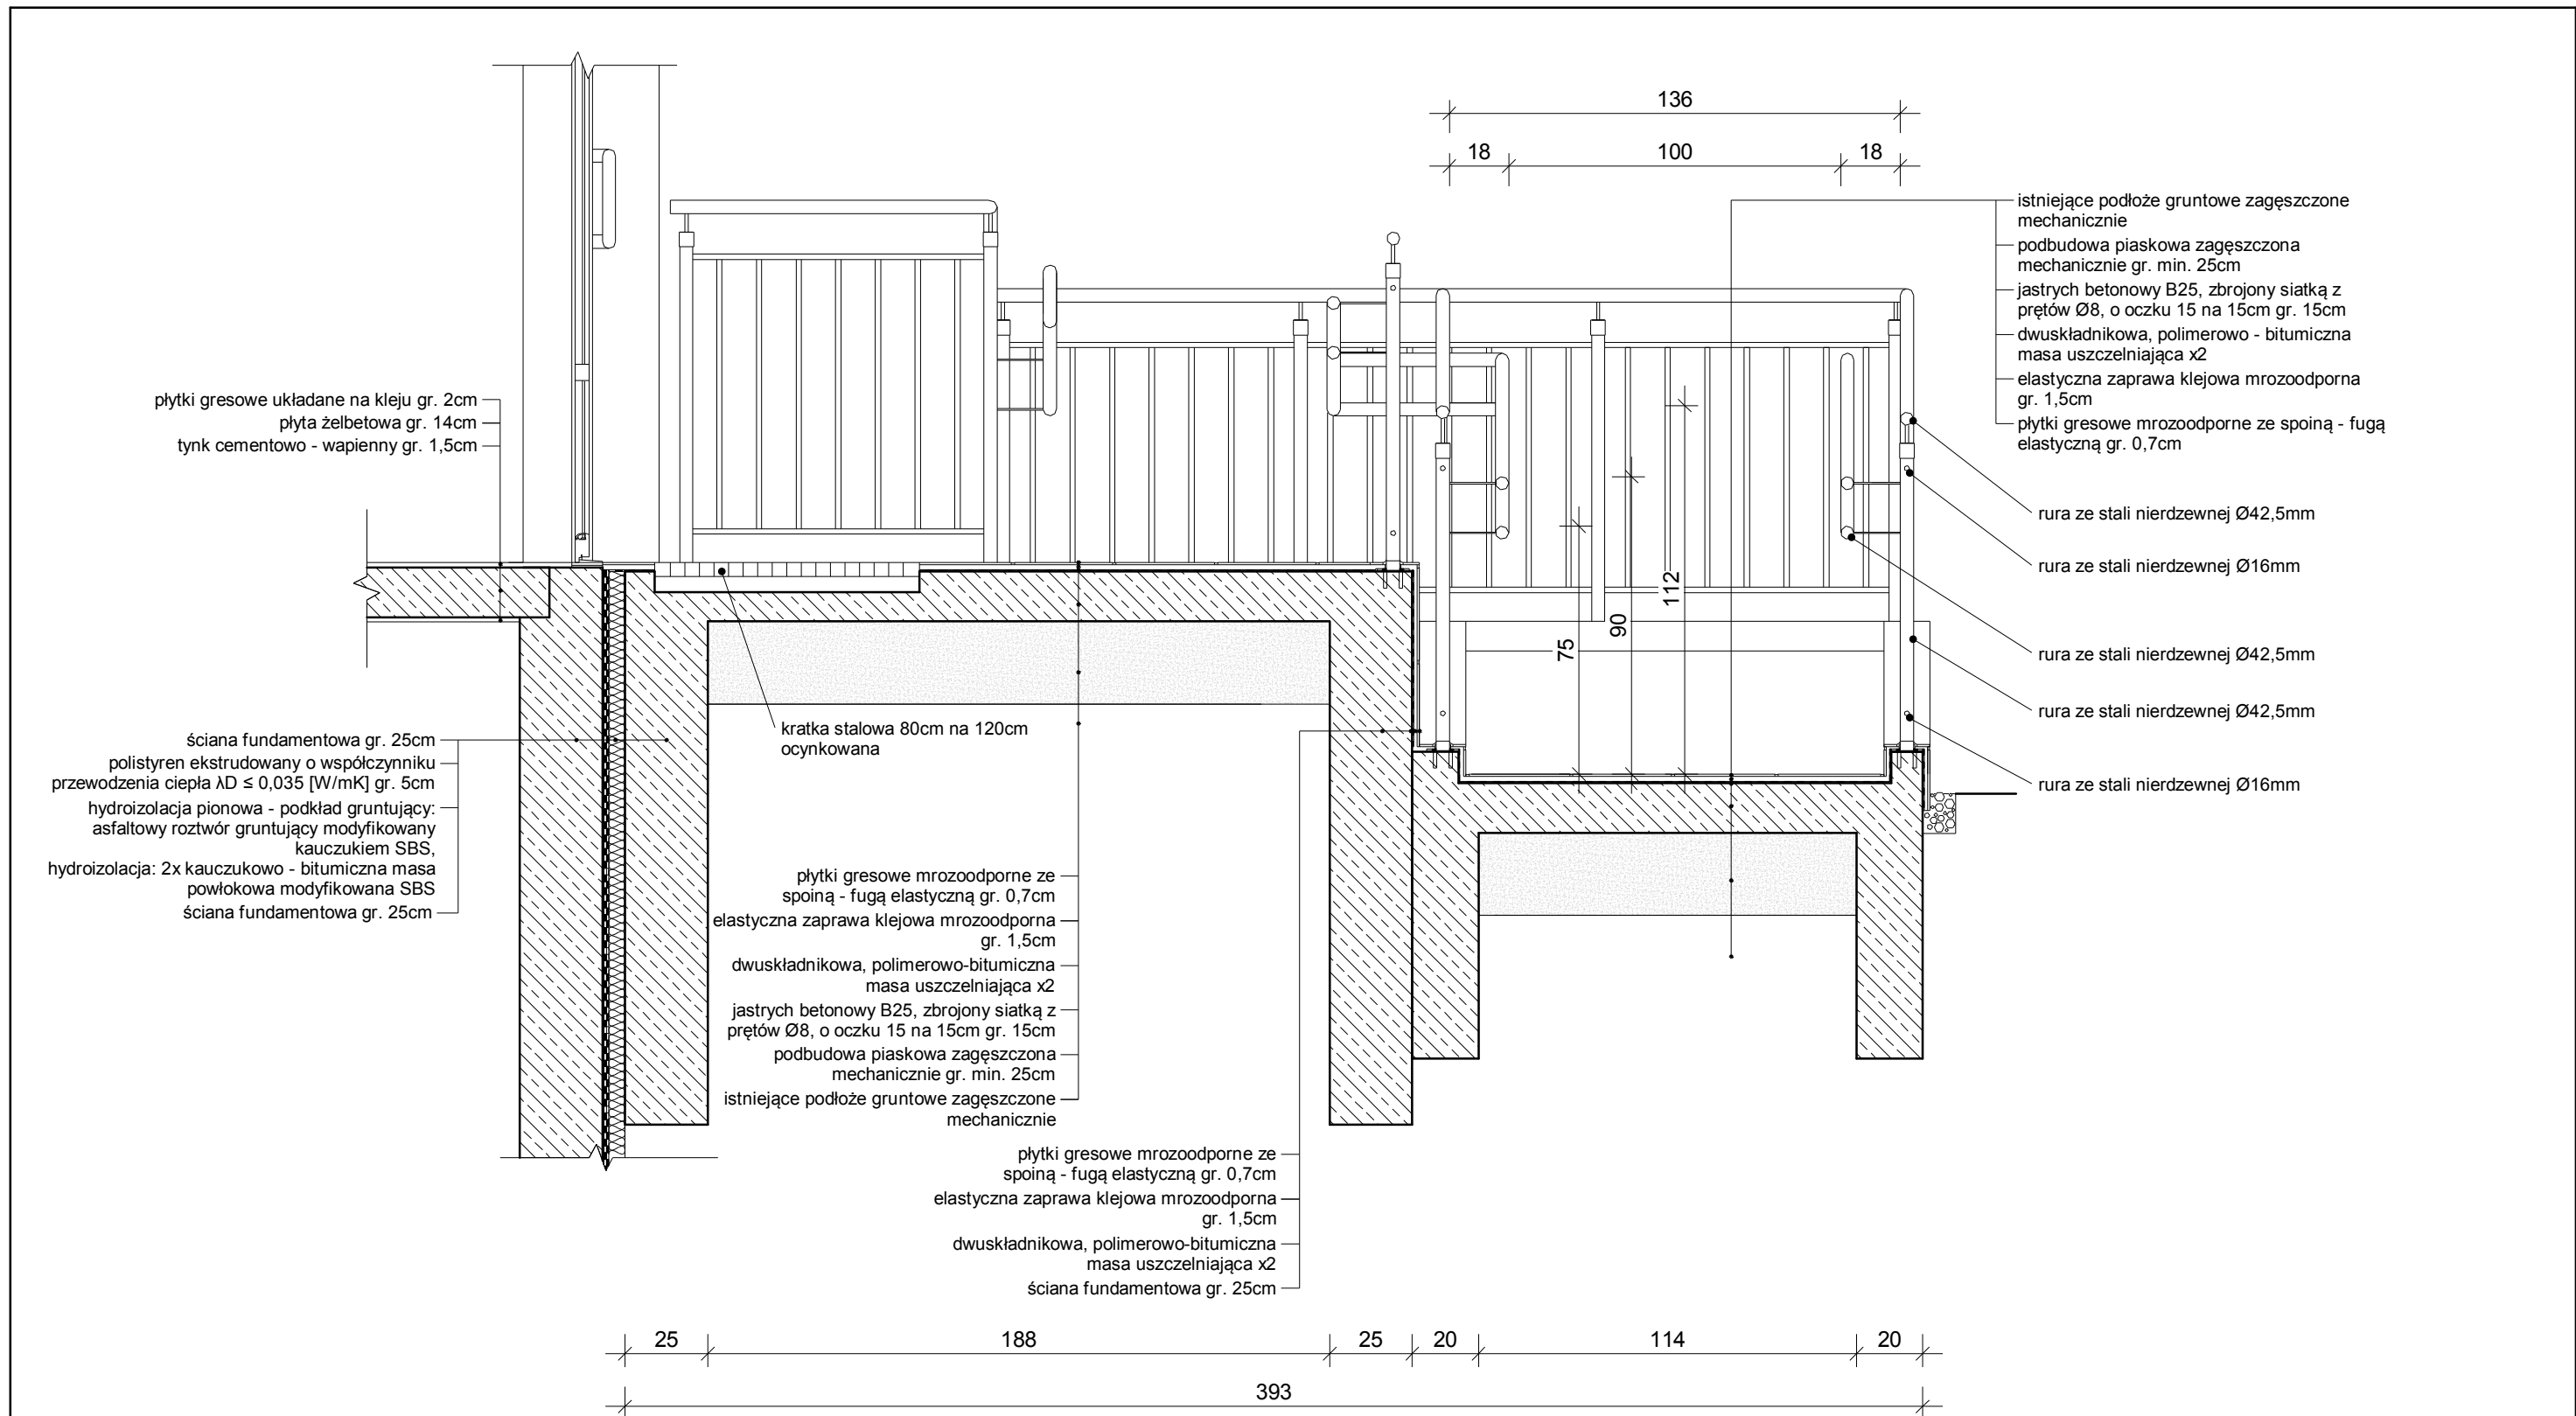 136
18
100
18
istniejące podłoże gruntowe zagęszczone
mechanicznie
podbudowa piaskowa zagęszczona
mechanicznie gr. min. 25cm
jastrych betonowy B25, zbrojony siatką z
prętów Ø8, o oczku 15 na 15cm gr. 15cm
dwuskładnikowa, polimerowo - bitumiczna
masa uszczelniająca x2
elastyczna zaprawa klejowa mrozoodporna
gr. 1,5cm
płytki gresowe mrozoodporne ze spoiną - fugą
elastyczną gr. 0,7cm
płytki gresowe układane na kleju gr. 2cm
płyta żelbetowa gr. 14cm
tynk cementowo - wapienny gr. 1,5cm
rura ze stali nierdzewnej Ø42,5mm
rura ze stali nierdzewnej Ø16mm
rura ze stali nierdzewnej Ø42,5mm
rura ze stali nierdzewnej Ø42,5mm
rura ze stali nierdzewnej Ø16mm
75
90
112
kratka stalowa 80cm na 120cm
ocynkowana
ściana fundamentowa gr. 25cm
polistyren ekstrudowany o współczynniku
przewodzenia ciepła λD ≤ 0,035 [W/mK] gr. 5cm
hydroizolacja pionowa - podkład gruntujący:
asfaltowy roztwór gruntujący modyfikowany
kauczukiem SBS,
hydroizolacja: 2x kauczukowo - bitumiczna masa
powłokowa modyfikowana SBS
ściana fundamentowa gr. 25cm
płytki gresowe mrozoodporne ze
spoiną - fugą elastyczną gr. 0,7cm
elastyczna zaprawa klejowa mrozoodporna
gr. 1,5cm
dwuskładnikowa, polimerowo-bitumiczna
masa uszczelniająca x2
jastrych betonowy B25, zbrojony siatką z
prętów Ø8, o oczku 15 na 15cm gr. 15cm
podbudowa piaskowa zagęszczona
mechanicznie gr. min. 25cm
istniejące podłoże gruntowe zagęszczone
mechanicznie
płytki gresowe mrozoodporne ze
spoiną - fugą elastyczną gr. 0,7cm
elastyczna zaprawa klejowa mrozoodporna
gr. 1,5cm
dwuskładnikowa, polimerowo-bitumiczna
masa uszczelniająca x2
ściana fundamentowa gr. 25cm
25
188
25
20
114
20
393